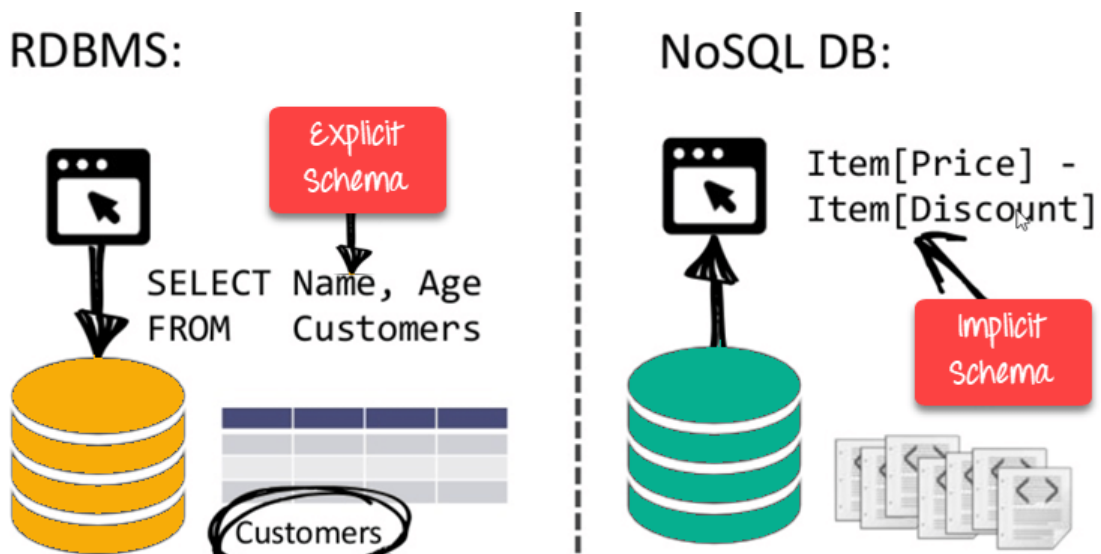 RDBMS:
Explicit
Schema
SELECT Name, Age
FROM Customers
Customers
NoSQL DB:
Item[Price] -
Item[Discount]
Implicit
Schema